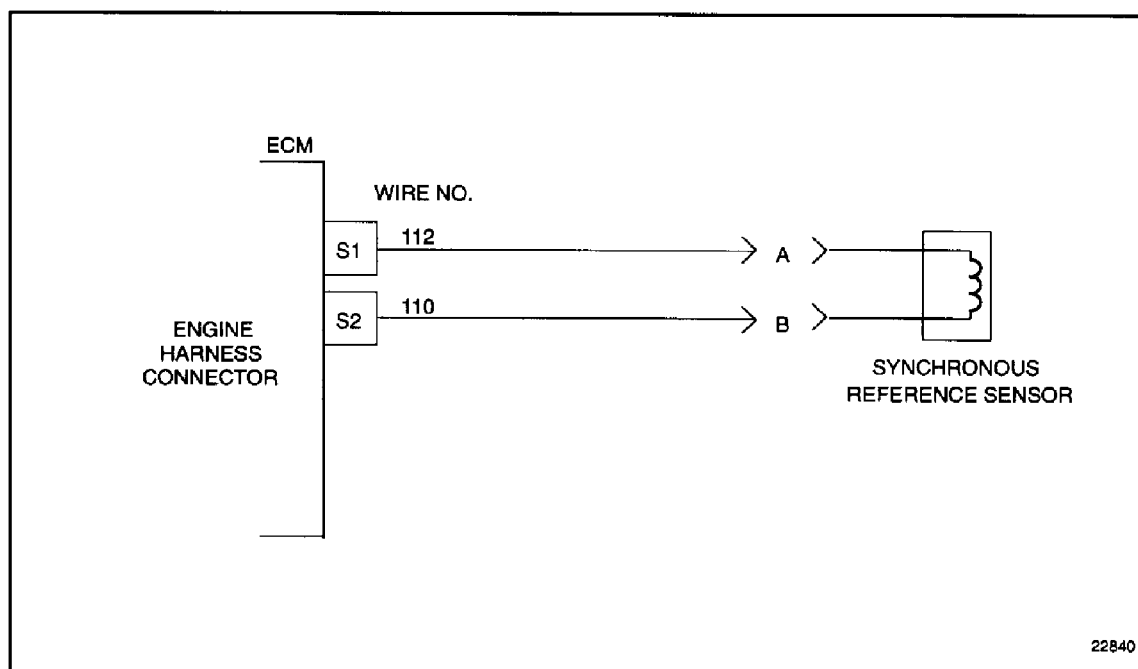 ECM
WIRE NO.
S1
112
A
S2
110
B
ENGINE
HARNESS
CONNECTOR
SYNCHRONOUS
REFERENCE SENSOR
22840